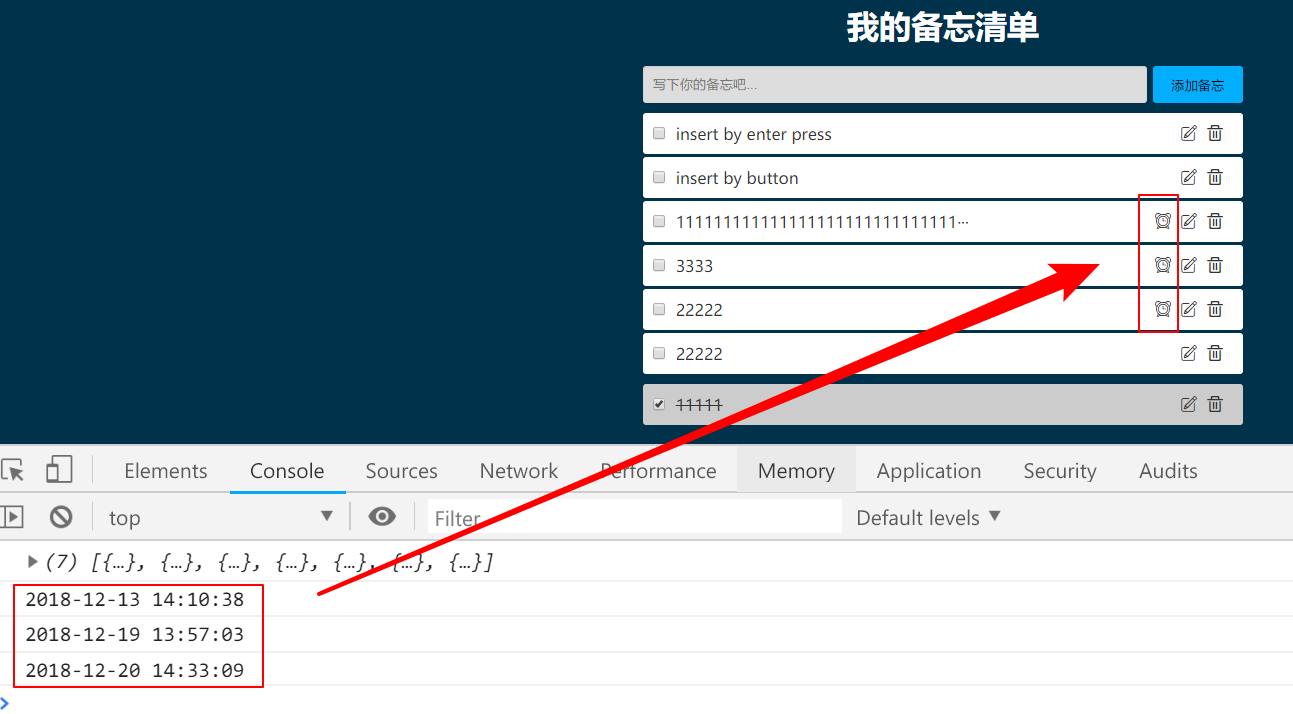 我的备忘清单
写下你的备忘吧... 添加备忘
insert by enter press
insert by button
111111111111111111111111111111···
3333
22222
22222
11111
Elements Console Sources Network Performance Memory Application Security Audits
top Filter Default levels
(7) [{…}, {…}, {…}, {…}, {…}, {…}, {…}]
2018-12-13 14:10:38
2018-12-19 13:57:03
2018-12-20 14:33:09